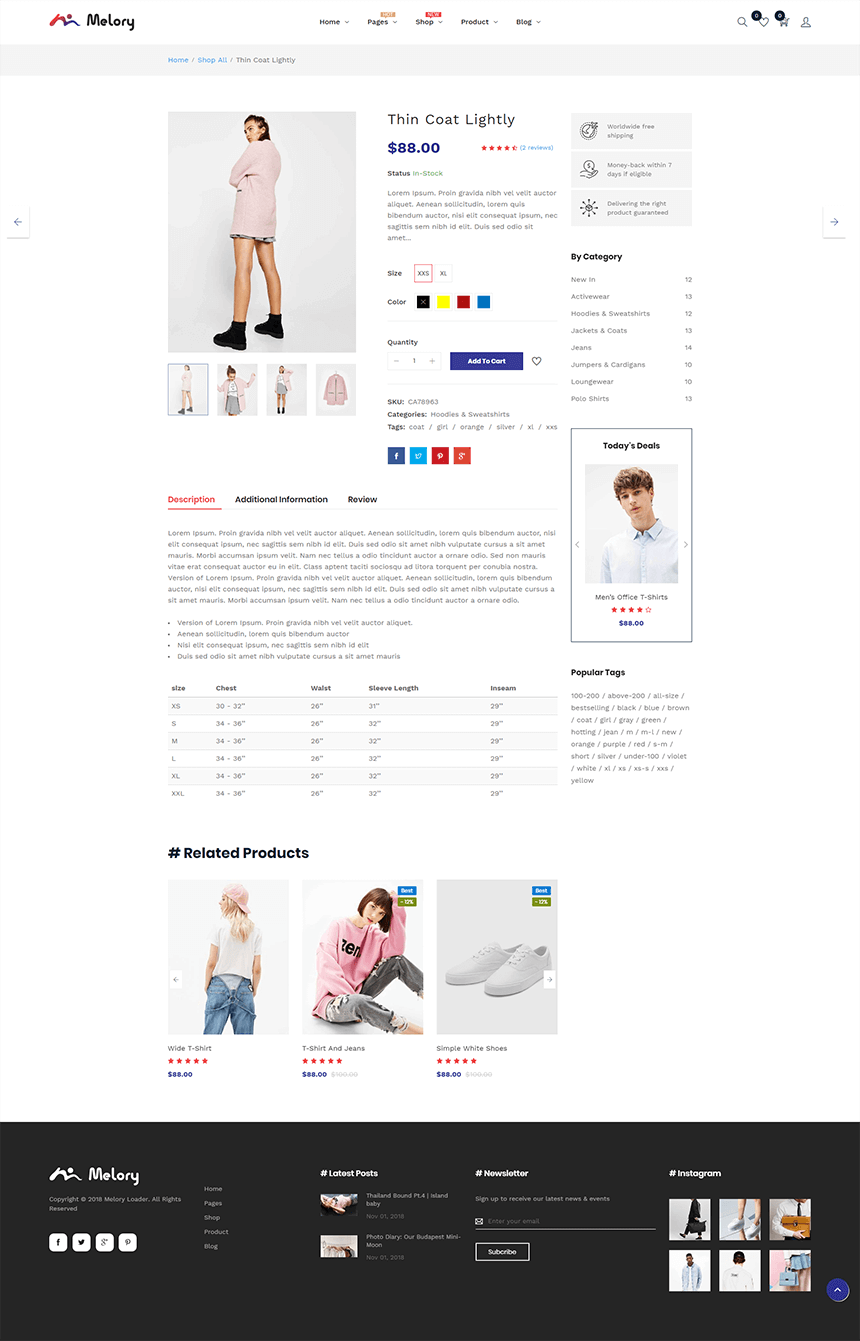 Melory
HOT
NEW
Home
Pages
Shop
Product
Blog
0
0
Home / Shop All / Thin Coat Lightly
Thin Coat Lightly
$88.00
(2 reviews)
Status In-Stock
Lorem Ipsum. Proin gravida nibh vel velit auctor
aliquet. Aenean sollicitudin, lorem quis
bibendum auctor, nisi elit consequat ipsum, nec
sagittis sem nibh id elit. Duis sed odio sit
amet...
Size XXS XL
Color
Quantity
− 1 + Add To Cart
SKU: CA78963
Categories: Hoodies & Sweatshirts
Tags: coat / girl / orange / silver / xl / xxs
Worldwide free
shipping
Money-back within 7
days if eligible
Delivering the right
product guaranteed
By Category
New In 12
Activewear 13
Hoodies & Sweatshirts 12
Jackets & Coats 13
Jeans 14
Jumpers & Cardigans 10
Loungewear 10
Polo Shirts 13
Today's Deals
Men's Office T-Shirts
$88.00
Popular Tags
100-200 / above-200 / all-size /
bestselling / black / blue / brown
/ coat / girl / gray / green /
hotting / jean / m / m-l / new /
orange / purple / red / s-m /
short / silver / under-100 / violet
/ white / xl / xs / xs-s / xxs /
yellow
Description Additional Information Review
Lorem Ipsum. Proin gravida nibh vel velit auctor aliquet. Aenean sollicitudin, lorem quis bibendum auctor, nisi
elit consequat ipsum, nec sagittis sem nibh id elit. Duis sed odio sit amet nibh vulputate cursus a sit amet
mauris. Morbi accumsan ipsum velit. Nam nec tellus a odio tincidunt auctor a ornare odio. Sed non mauris
vitae erat consequat auctor eu in elit. Class aptent taciti sociosqu ad litora torquent per conubia nostra.
Version of Lorem Ipsum. Proin gravida nibh vel velit auctor aliquet. Aenean sollicitudin, lorem quis bibendum
auctor, nisi elit consequat ipsum, nec sagittis sem nibh id elit. Duis sed odio sit amet nibh vulputate cursus a
sit amet mauris. Morbi accumsan ipsum velit. Nam nec tellus a odio tincidunt auctor a ornare odio.
• Version of Lorem Ipsum. Proin gravida nibh vel velit auctor aliquet.
• Aenean sollicitudin, lorem quis bibendum auctor
• Nisi elit consequat ipsum, nec sagittis sem nibh id elit
• Duis sed odio sit amet nibh vulputate cursus a sit amet mauris
size Chest Waist Sleeve Length Inseam
XS 30 - 32" 26" 31" 29"
S 34 - 36" 26" 32" 29"
M 34 - 36" 26" 32" 29"
L 34 - 36" 26" 32" 29"
XL 34 - 36" 26" 32" 29"
XXL 34 - 36" 26" 32" 29"
# Related Products
Best
- 12%
Best
- 12%
Wide T-Shirt
$88.00
T-Shirt And Jeans
$88.00 $100.00
Simple White Shoes
$88.00 $100.00
Melory
Copyright © 2018 Melory Loader. All Rights
Reserved
Home
Pages
Shop
Product
Blog
# Latest Posts
Thailand Bound Pt.4 | Island
baby
Nov 01, 2018
Photo Diary: Our Budapest Mini-
Moon
Nov 01, 2018
# Newsletter
Sign up to receive our latest news & events
Enter your email
Subcribe
# Instagram